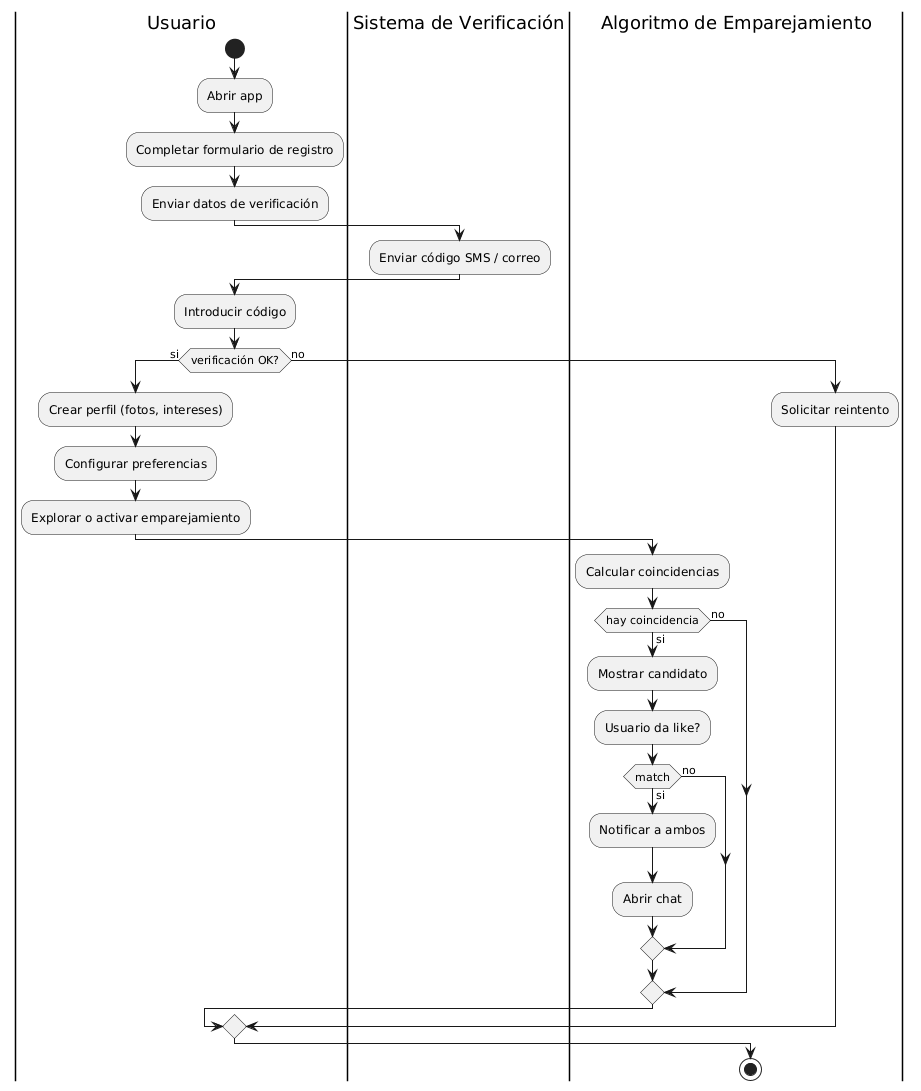 Usuario
Sistema de Verificación
Algoritmo de Emparejamiento
Abrir app
Completar formulario de registro
Enviar datos de verificación
Enviar código SMS / correo
Introducir código
si
verificación OK?
no
Crear perfil (fotos, intereses)
Solicitar reintento
Configurar preferencias
Explorar o activar emparejamiento
Calcular coincidencias
hay coincidencia
no
si
Mostrar candidato
Usuario da like?
match
no
si
Notificar a ambos
Abrir chat